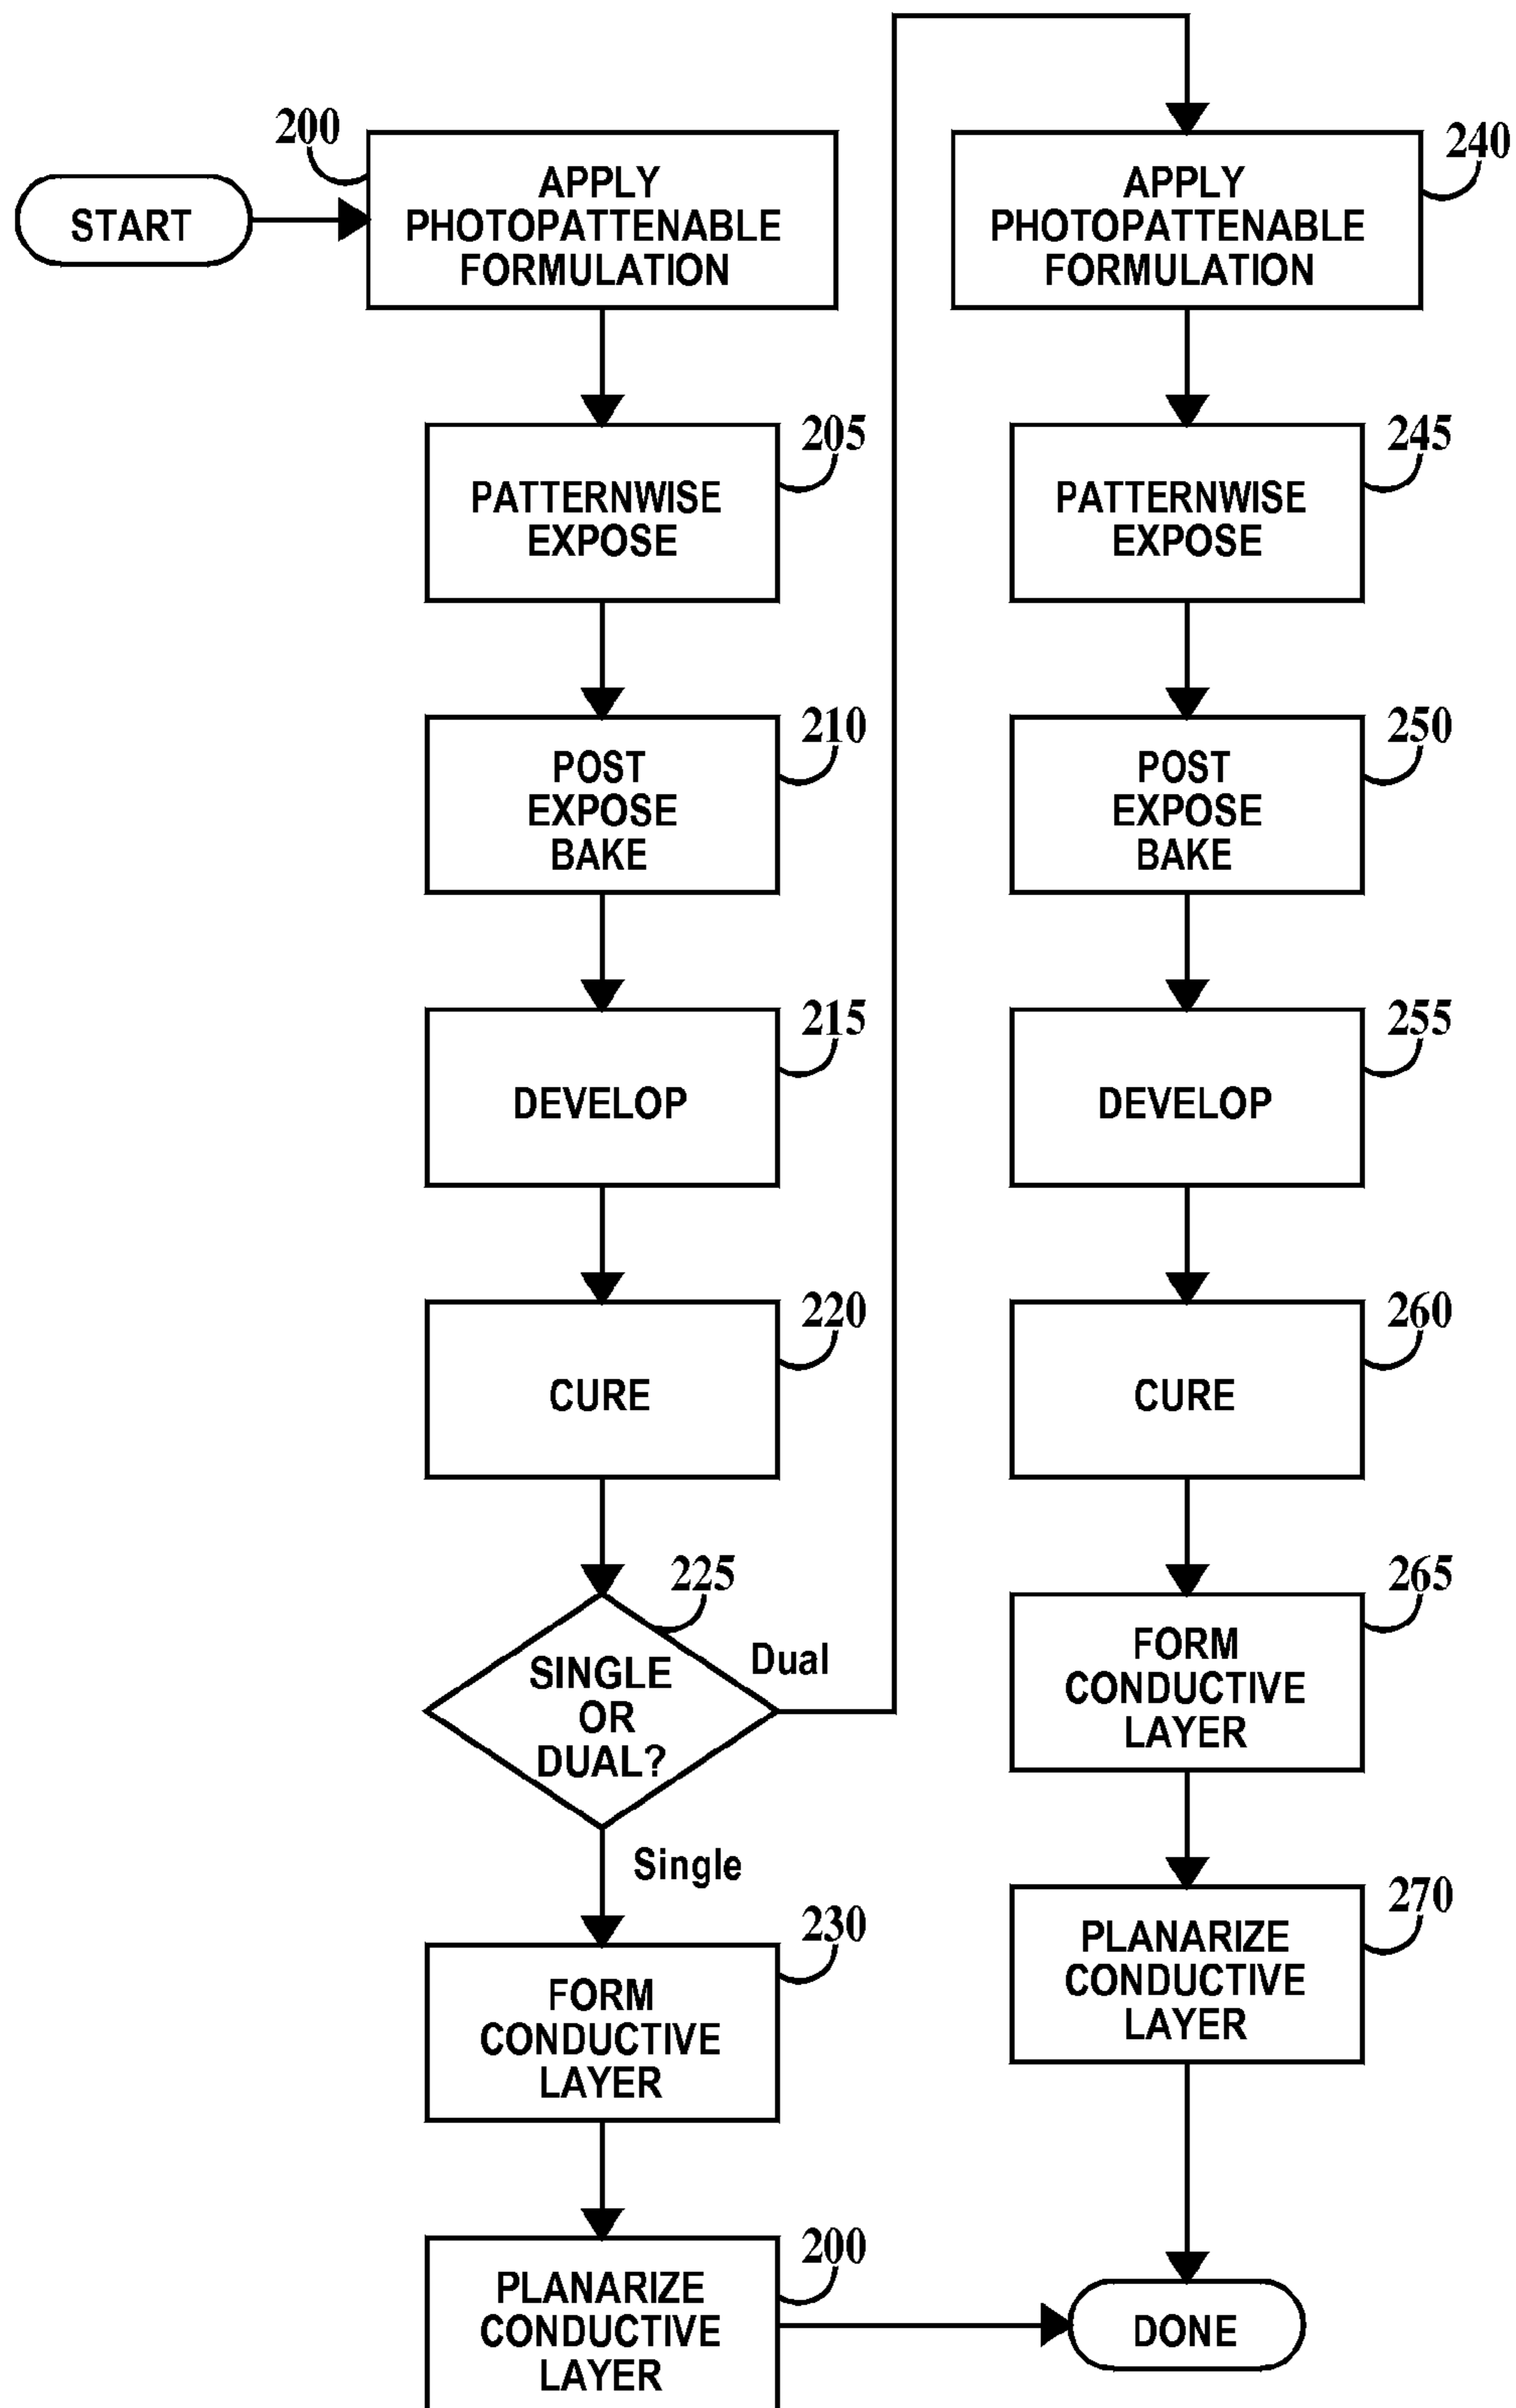 START
200
APPLY
PHOTOPATTENABLE
FORMULATION
205
PATTERNWISE
EXPOSE
210
POST
EXPOSE
BAKE
215
DEVELOP
220
CURE
225
SINGLE
OR
DUAL?
Dual
Single
230
FORM
CONDUCTIVE
LAYER
200
PLANARIZE
CONDUCTIVE
LAYER
240
APPLY
PHOTOPATTENABLE
FORMULATION
245
PATTERNWISE
EXPOSE
250
POST
EXPOSE
BAKE
255
DEVELOP
260
CURE
265
FORM
CONDUCTIVE
LAYER
270
PLANARIZE
CONDUCTIVE
LAYER
DONE